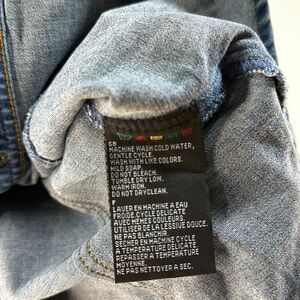 GB
MACHINE WASH COLD WATER,
GENTLE CYCLE.
WASH WITH LIKE COLORS.
MILD SOAP.
DO NOT BLEACH.
TUMBLE DRY LOW.
WARM IRON.
DO NOT DRYCLEAN.
F
LAVER EN MACHINE A EAU
FROIDE CYCLE DELICATE
AVEC MEMES COULEURS.
UTILISER DE LA LESSIVE DOUCE.
NE PAS BLANCHIR.
SECHER EN MACHINE CYCLE
A TEMPERATURE DELICATE.
REPASSER A TEMPERATURE
MOYENNE.
NE PAS NETTOYER A SEC.